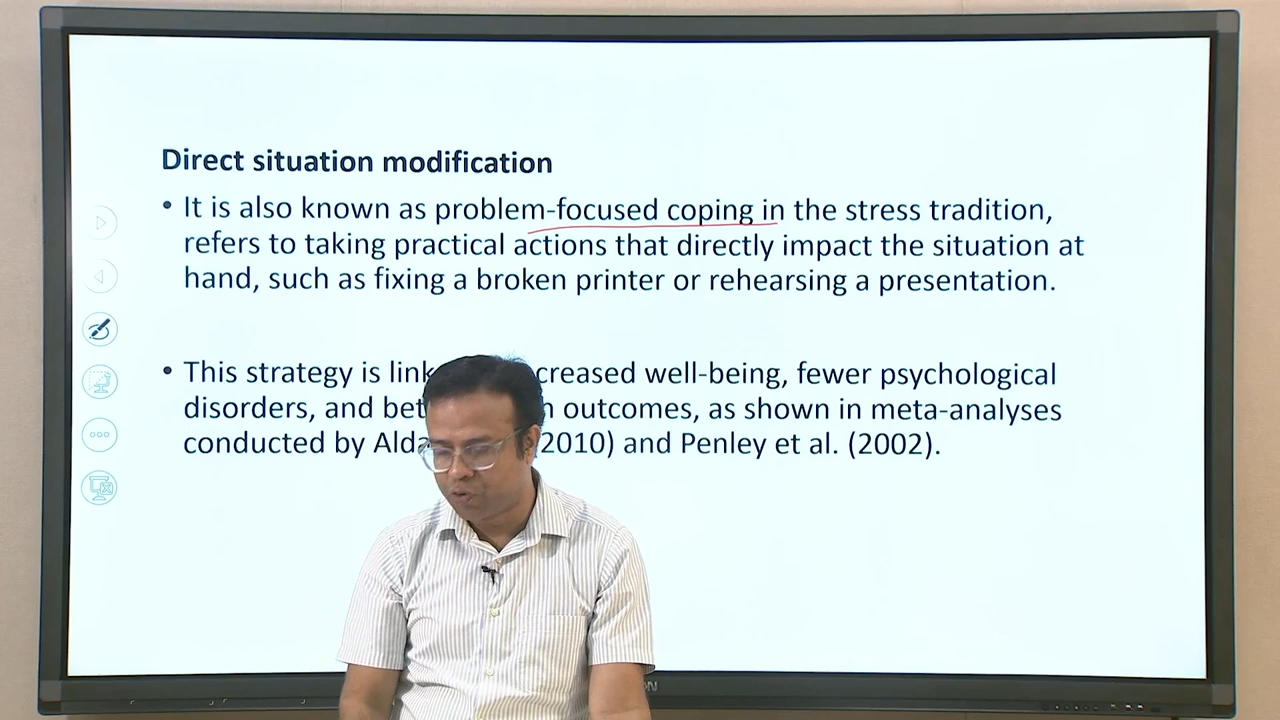 Direct situation modification
• It is also known as problem-focused coping in the stress tradition,
refers to taking practical actions that directly impact the situation at
hand, such as fixing a broken printer or rehearsing a presentation.
• This strategy is creased well-being, fewer psychological
disorders, and outcomes, as shown in meta-analyses
conducted by 2010) and Penley et al. (2002).